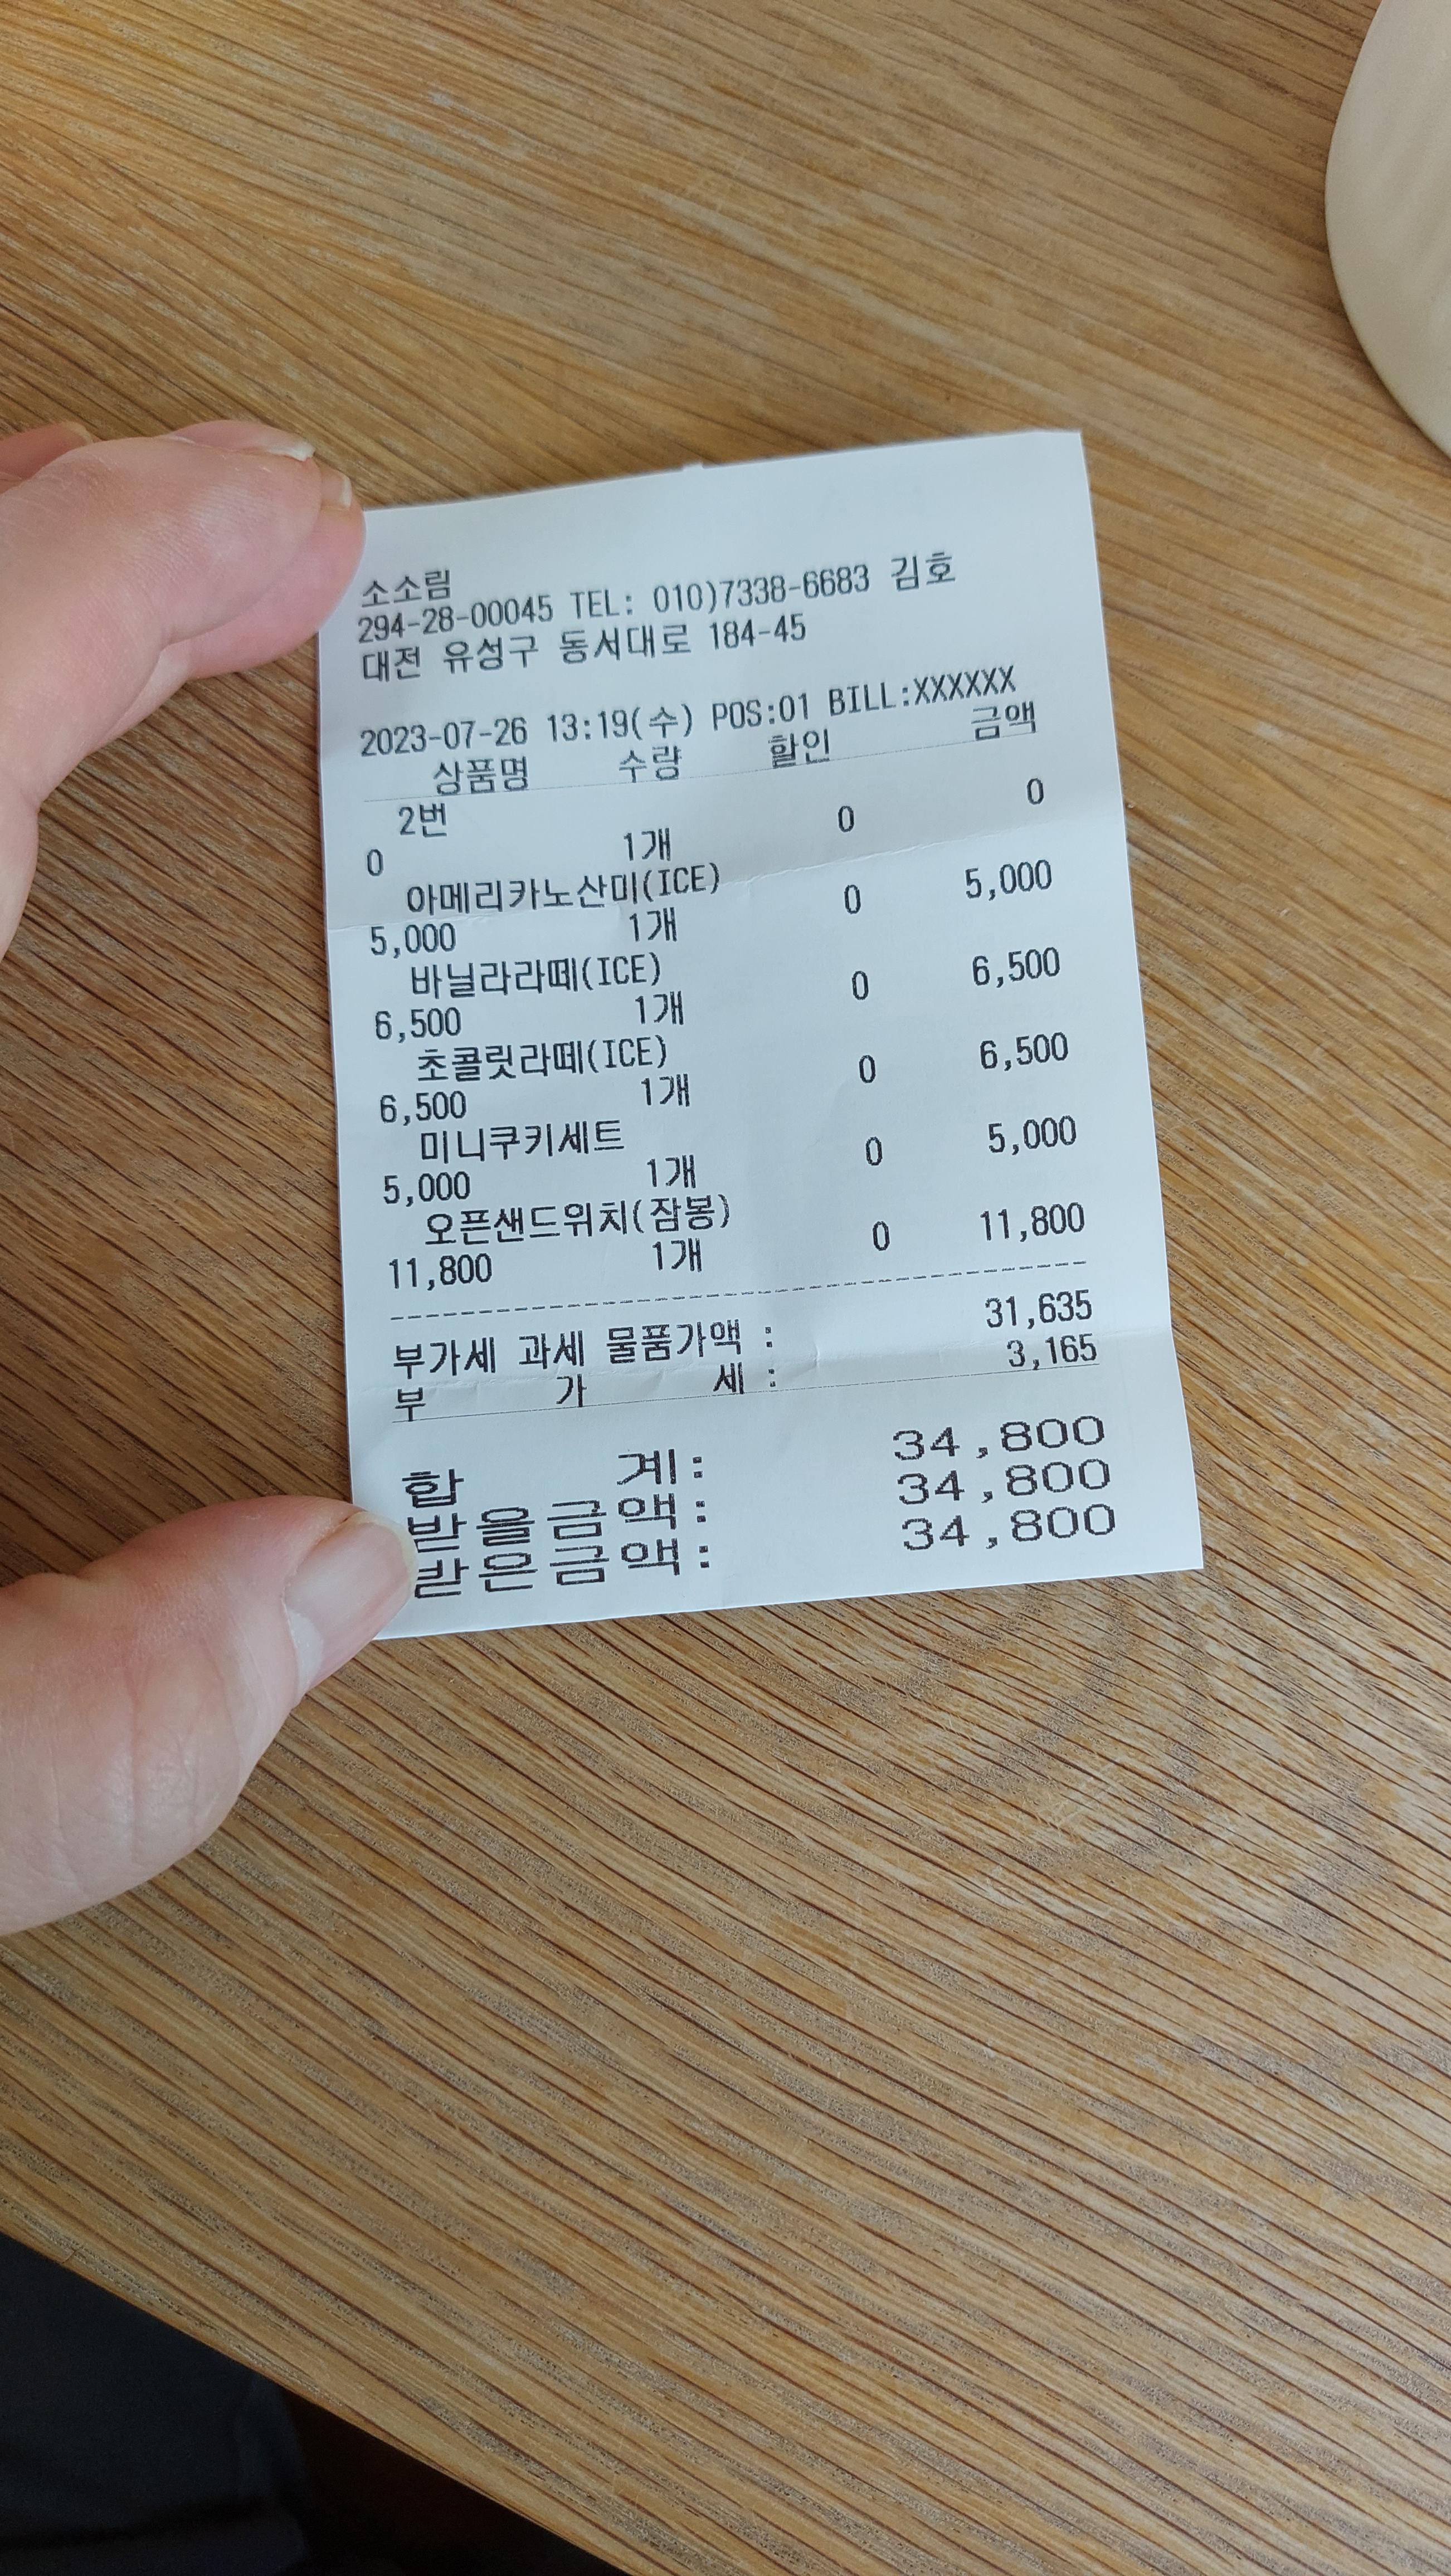 소소림
294-28-00045 TEL: 010)7338-6683 김호
대전 유성구 동서대로 184-45
2023-07-26 13:19(수) POS:01 BILL:XXXXXX
상품명 수량 할인 금액
2번
0 1개 0 0
아메리카노산미(ICE)
5,000 1개 0 5,000
바닐라라떼(ICE)
6,500 1개 0 6,500
초콜릿라떼(ICE)
6,500 1개 0 6,500
미니쿠키세트
5,000 1개 0 5,000
오픈샌드위치(잠봉)
11,800 1개 0 11,800
부가세 과세 물품가액 : 31,635
부 가 세 : 3,165
합 계: 34,800
받을금액: 34,800
받은금액: 34,800